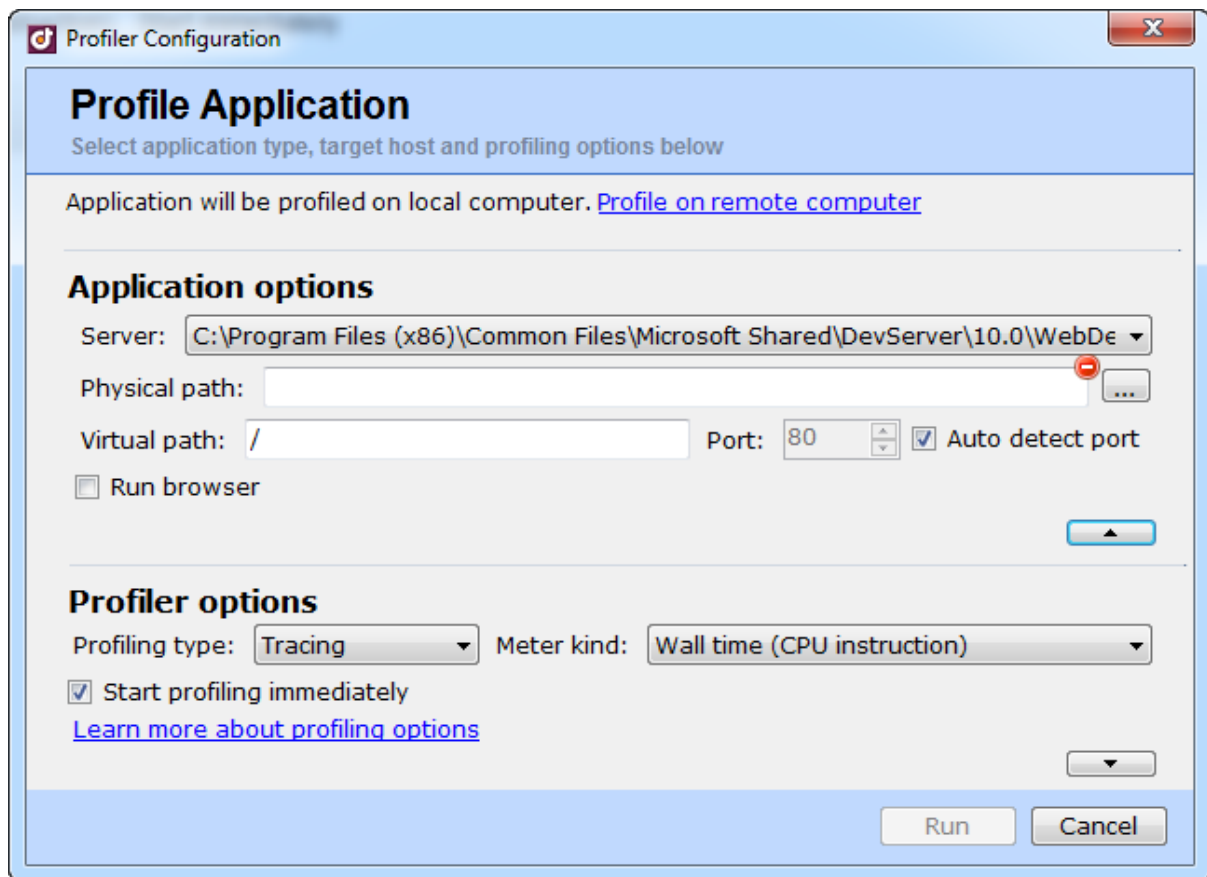 Profiler Configuration
Profile Application
Select application type, target host and profiling options below
Application will be profiled on local computer. Profile on remote computer
Application options
Server: C:\Program Files (x86)\Common Files\Microsoft Shared\DevServer\10.0\WebDe
Physical path: ...
Virtual path: / Port: 80 Auto detect port
Run browser
Profiler options
Profiling type: Tracing Meter kind: Wall time (CPU instruction)
Start profiling immediately
Learn more about profiling options
Run Cancel